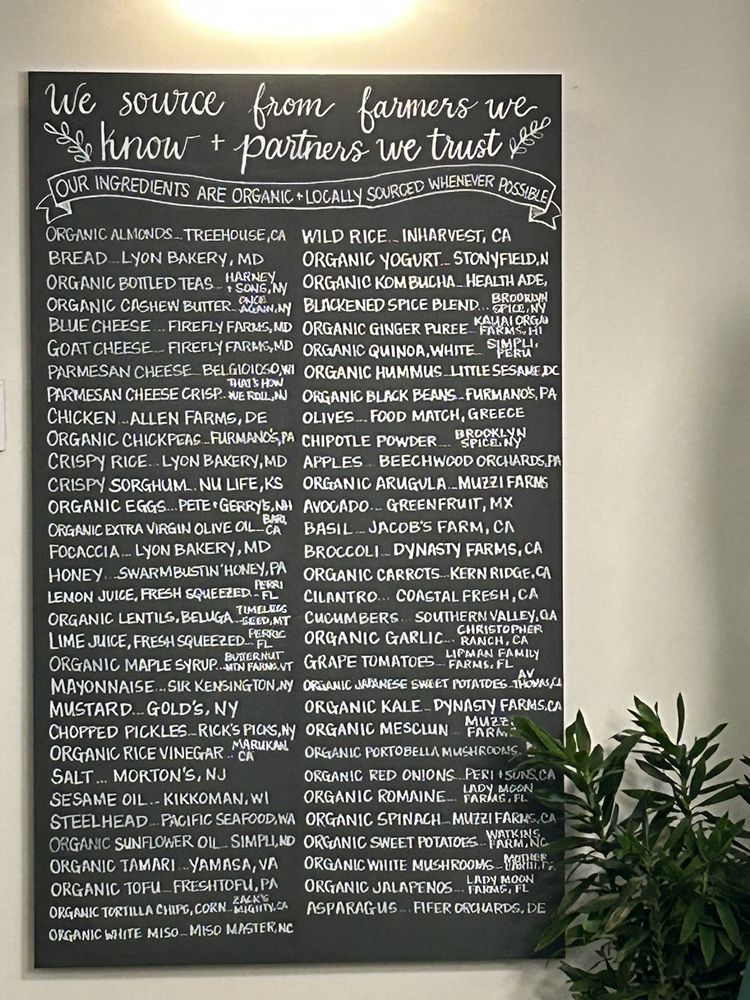 We source from farmers we
know + partners we trust
OUR INGREDIENTS ARE ORGANIC + LOCALLY SOURCED WHENEVER POSSIBLE
ORGANIC ALMONDS... TREEHOUSE, CA
BREAD... LYON BAKERY, MD
ORGANIC BOTTLED TEAS... HARNEY + SONS, NY
ORGANIC CASHEW BUTTER... ONCE AGAIN, NY
BLUE CHEESE... FIREFLY FARMS, MD
GOAT CHEESE... FIREFLY FARMS, MD
PARMESAN CHEESE... BELGIOIOSO, WI
PARMESAN CHEESE CRISP... THAT'S HOW WE ROLL, NJ
CHICKEN... ALLEN FARMS, DE
ORGANIC CHICKPEAS... FURMANO'S, PA
CRISPY RICE... LYON BAKERY, MD
CRISPY SORGHUM... NU LIFE, KS
ORGANIC EGGS... PETE + GERRY'S, NH
ORGANIC EXTRA VIRGIN OLIVE OIL... BARI, CA
FOCACCIA... LYON BAKERY, MD
HONEY... SWARMBUSTIN' HONEY, PA
LEMON JUICE, FRESH SQUEEZED... FL
ORGANIC LENTILS, BELUGA... TIMELESS SEED, MT
LIME JUICE, FRESH SQUEEZED... FL
ORGANIC MAPLE SYRUP... BUTTERNUT MTN FARMS, VT
MAYONNAISE... SIR KENSINGTON, NY
MUSTARD... GOLD'S, NY
CHOPPED PICKLES... RICK'S PICKS, NY
ORGANIC RICE VINEGAR... MARUKAN CA
SALT... MORTON'S, NJ
SESAME OIL... KIKKOMAN, WI
STEELHEAD... PACIFIC SEAFOOD, WA
ORGANIC SUNFLOWER OIL... SIMPLI, ND
ORGANIC TAMARI... YAMASA, VA
ORGANIC TOFU... FRESHTOFU, PA
ORGANIC TORTILLA CHIPS, CORN... ZACK'S MIGHTY, CA
ORGANIC WHITE MISO... MISO MASTER, NC
WILD RICE... INHARVEST, CA
ORGANIC YOGURT... STONYFIELD, N
ORGANIC KOMBUCHA... HEALTH ADE,
BLACKENED SPICE BLEND... BROOKLYN SPICE, NY
ORGANIC GINGER PUREE... KAUAI ORGAN FARMS, HI
ORGANIC QUINOA, WHITE... SIMPLI, PERU
ORGANIC HUMMUS... LITTLE SESAME, DC
ORGANIC BLACK BEANS... FURMANO'S, PA
OLIVES... FOOD MATCH, GREECE
CHIPOTLE POWDER... BROOKLYN SPICE, NY
APPLES... BEECHWOOD ORCHARDS, PA
ORGANIC ARUGULA... MUZZI FARMS
AVOCADO... GREENFRUIT, MX
BASIL... JACOB'S FARM, CA
BROCCOLI... DYNASTY FARMS, CA
ORGANIC CARROTS... KERN RIDGE, CA
CILANTRO... COASTAL FRESH, CA
CUCUMBERS... SOUTHERN VALLEY, GA
ORGANIC GARLIC... CHRISTOPHER RANCH, CA
GRAPE TOMATOES... LIPMAN FAMILY FARMS, FL
ORGANIC JAPANESE SWEET POTATOES... AV THOMAS, CA
ORGANIC KALE... DYNASTY FARMS, CA
ORGANIC MESCLUN... MUZZ FARM
ORGANIC PORTOBELLA MUSHROOMS...
ORGANIC RED ONIONS... PERI + SONS, CA
ORGANIC ROMAINE... LADY MOON FARMS, FL
ORGANIC SPINACH... MUZZI FARMS, CA
ORGANIC SWEET POTATOES... WATKINS FARM, NC
ORGANIC WHITE MUSHROOMS... MOTHER
ORGANIC JALAPENOS... LADY MOON FARMS, FL
ASPARAGUS... FIFER ORCHARDS, DE